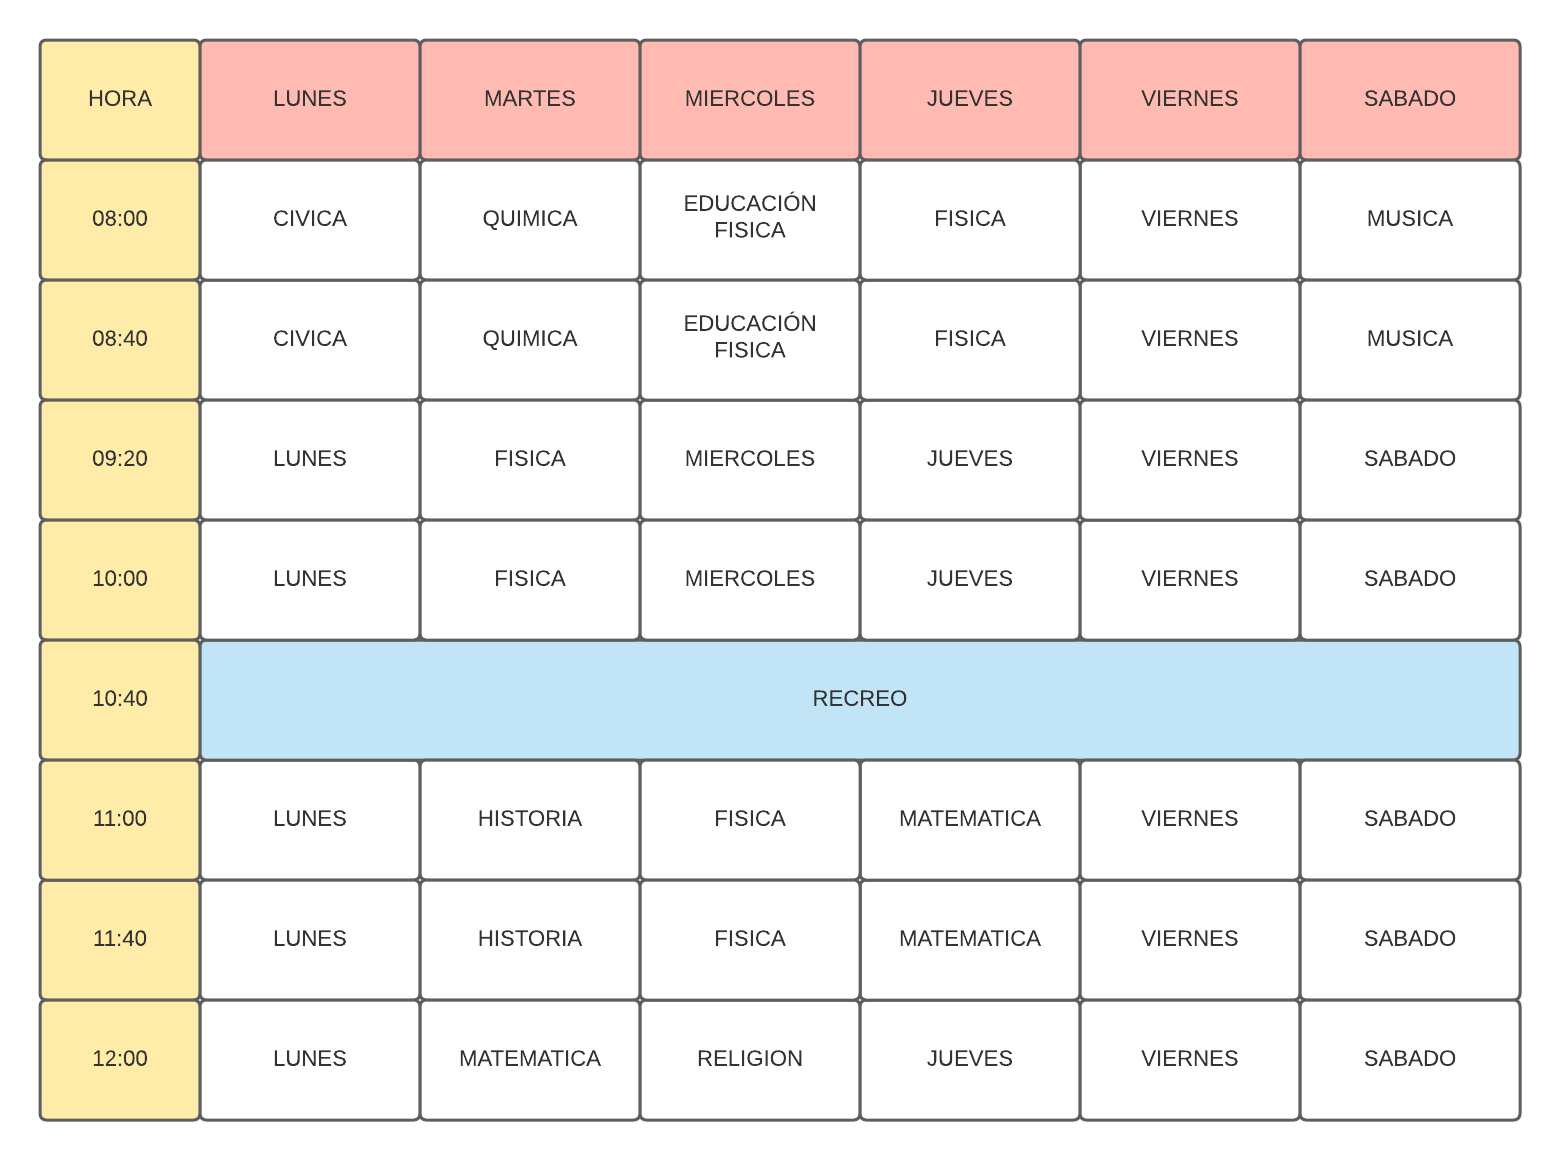 HORA LUNES MARTES MIERCOLES JUEVES VIERNES SABADO
08:00 CIVICA QUIMICA EDUCACIÓN FISICA FISICA VIERNES MUSICA
08:40 CIVICA QUIMICA EDUCACIÓN FISICA FISICA VIERNES MUSICA
09:20 LUNES FISICA MIERCOLES JUEVES VIERNES SABADO
10:00 LUNES FISICA MIERCOLES JUEVES VIERNES SABADO
10:40 RECREO
11:00 LUNES HISTORIA FISICA MATEMATICA VIERNES SABADO
11:40 LUNES HISTORIA FISICA MATEMATICA VIERNES SABADO
12:00 LUNES MATEMATICA RELIGION JUEVES VIERNES SABADO